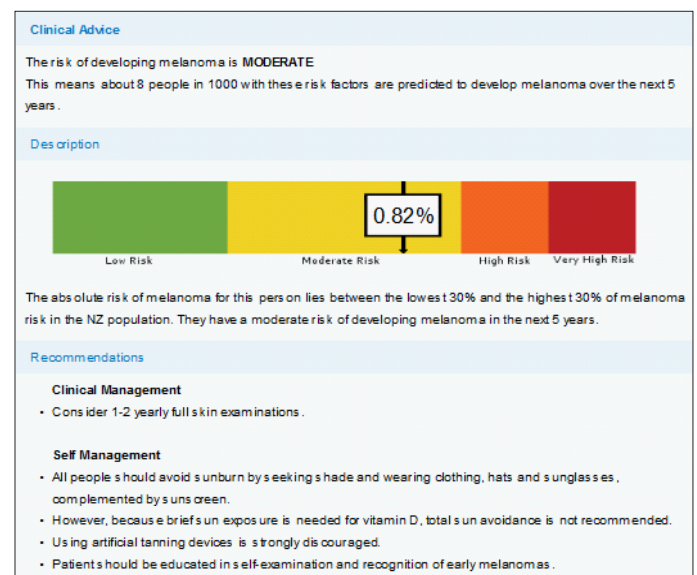 Clinical Advice
The risk of developing melanoma is MODERATE
This means about 8 people in 1000 with these risk factors are predicted to develop melanoma over the next 5
years.
Description
0.82%
Low Risk Moderate Risk High Risk Very High Risk
The absolute risk of melanoma for this person lies between the lowest 30% and the highest 30% of melanoma
risk in the NZ population. They have a moderate risk of developing melanoma in the next 5 years.
Recommendations
Clinical Management
• Consider 1-2 yearly full skin examinations.
Self Management
• All people should avoid sunburn by seeking shade and wearing clothing, hats and sunglasses,
complemented by sunscreen.
• However, because brief sun exposure is needed for vitamin D, total sun avoidance is not recommended.
• Using artificial tanning devices is strongly discouraged.
• Patient should be educated in self-examination and recognition of early melanomas.